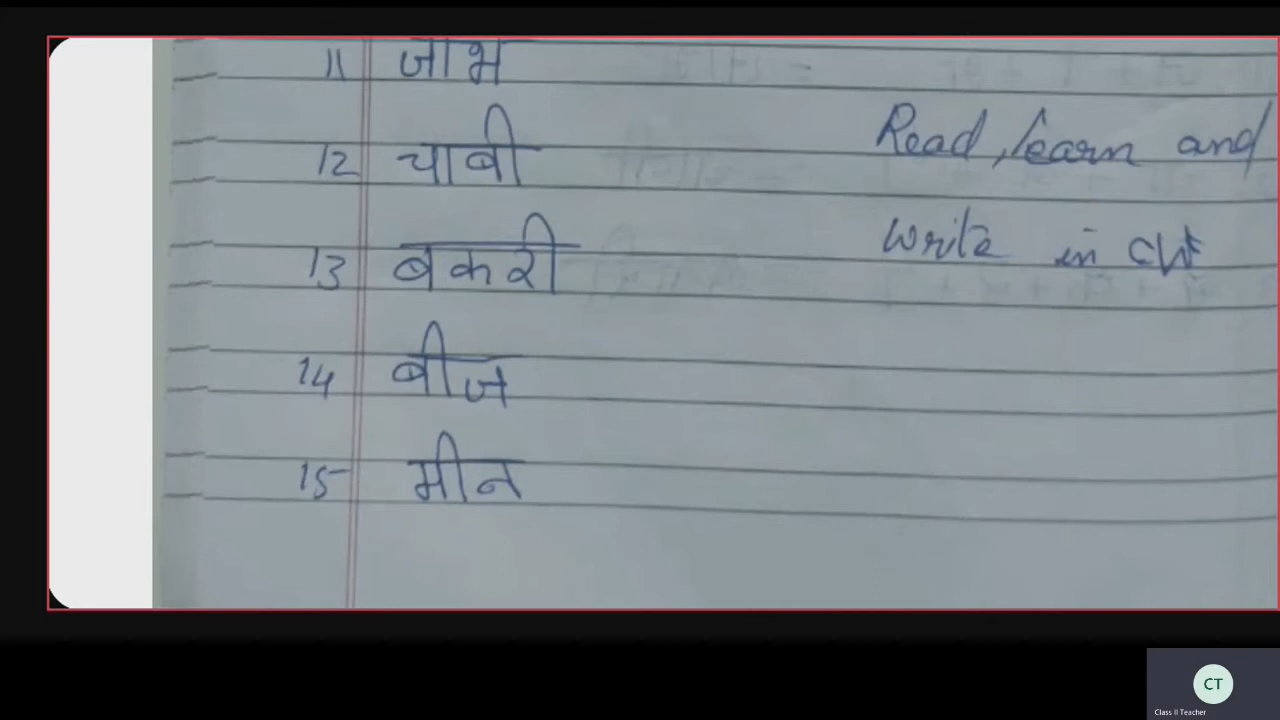 11 जीभ
12 चाबी
Read, learn and
13 बकरी
write in CW
14 बीज
15 मीन
CT
Class II Teacher